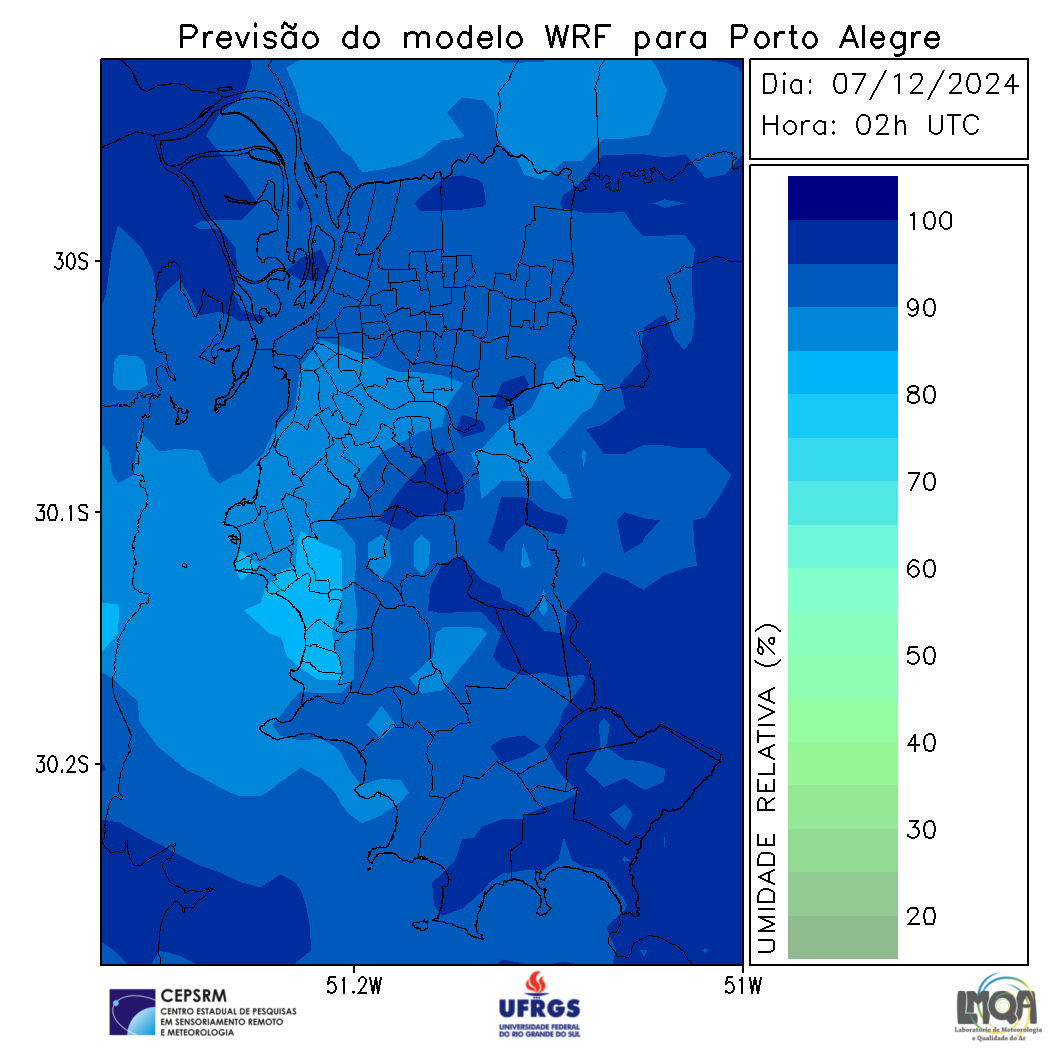 Previsão do modelo WRF para Porto Alegre
Dia: 07/12/2024
Hora: 02h UTC
30S
30.1S
30.2S
51.2W
51W
UMIDADE RELATIVA (%)
100
90
80
70
60
50
40
30
20
CEPSRM
CENTRO ESTADUAL DE PESQUISAS
EM SENSORIAMENTO REMOTO
E METEOROLOGIA
UFRGS
UNIVERSIDADE FEDERAL
DO RIO GRANDE DO SUL
LMQA
Laboratório de Meteorologia
e Qualidade do Ar